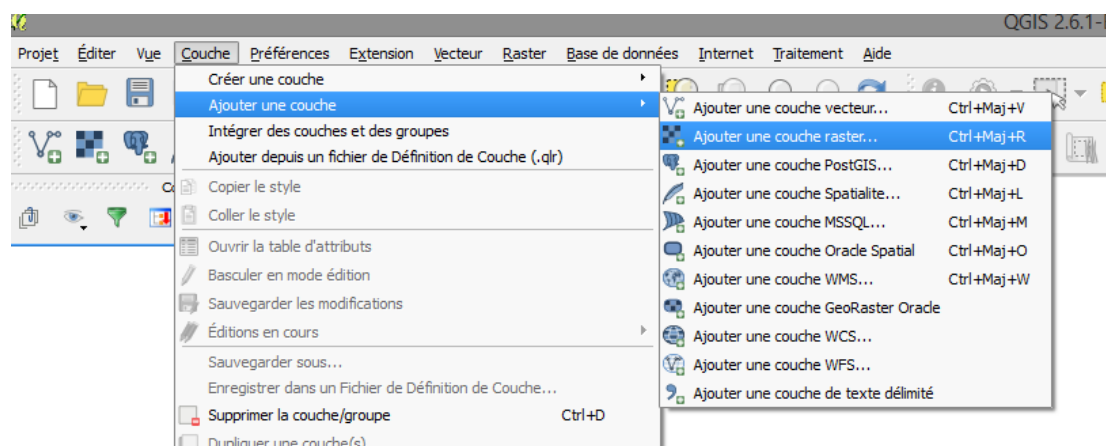 QGIS 2.6.1-
Projet Éditer Vue Couche Préférences Extension Vecteur Raster Base de données Internet Traitement Aide
Créer une couche
Ajouter une couche
Intégrer des couches et des groupes
Ajouter depuis un fichier de Définition de Couche (.qlr)
Copier le style
Coller le style
Ouvrir la table d'attributs
Basculer en mode édition
Sauvegarder les modifications
Éditions en cours
Sauvegarder sous...
Enregistrer dans un Fichier de Définition de Couche...
Supprimer la couche/groupe Ctrl+D
Dupliquer une couche(s)
Ajouter une couche vecteur... Ctrl+Maj+V
Ajouter une couche raster... Ctrl+Maj+R
Ajouter une couche PostGIS... Ctrl+Maj+D
Ajouter une couche Spatialite... Ctrl+Maj+L
Ajouter une couche MSSQL... Ctrl+Maj+M
Ajouter une couche Oracle Spatial Ctrl+Maj+O
Ajouter une couche WMS... Ctrl+Maj+W
Ajouter une couche GeoRaster Oracle
Ajouter une couche WCS...
Ajouter une couche WFS...
Ajouter une couche de texte délimité